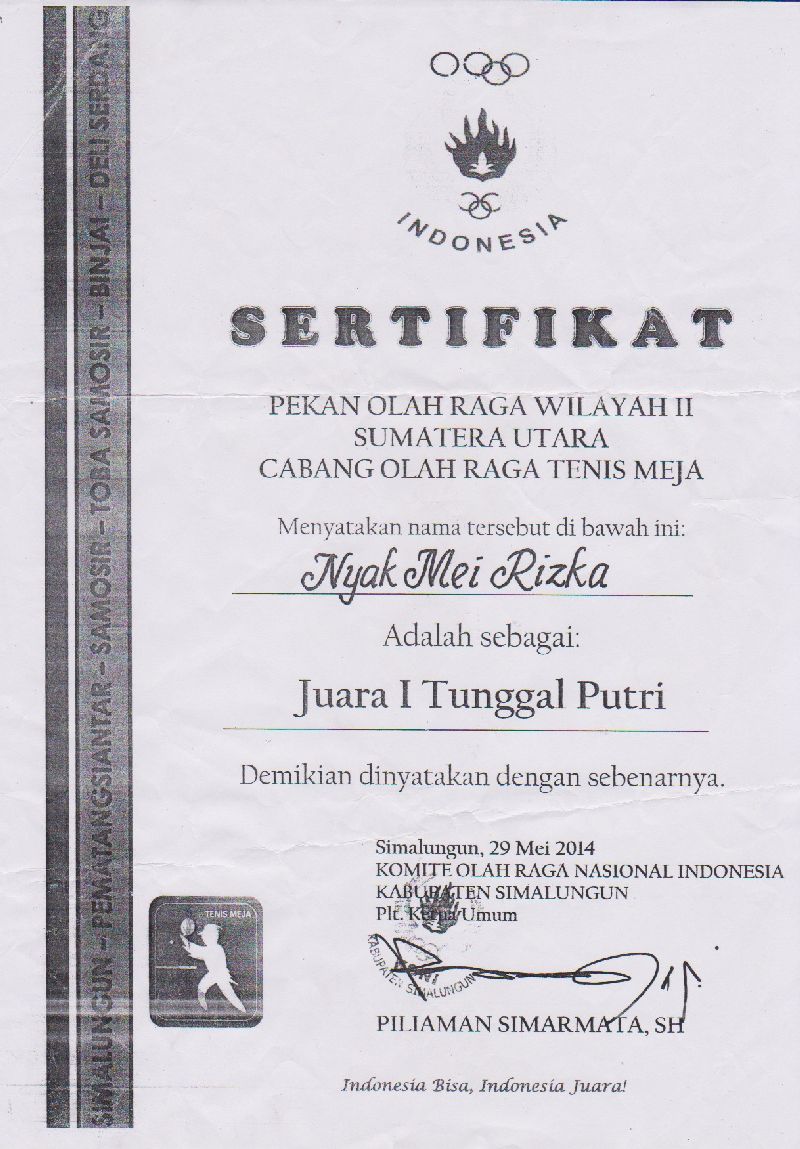 INDONESIA
SERTIFIKAT
PEKAN OLAH RAGA WILAYAH II
SUMATERA UTARA
CABANG OLAH RAGA TENIS MEJA
Menyatakan nama tersebut di bawah ini:
Nyak Mei Rizka
Adalah sebagai:
Juara I Tunggal Putri
Demikian dinyatakan dengan sebenarnya.
Simalungun, 29 Mei 2014
KOMITE OLAH RAGA NASIONAL INDONESIA
KABUPATEN SIMALUNGUN
Plt. Ketua Umum
KONI
KABUPATEN SIMALUNGUN
PILIAMAN SIMARMATA, SH
Indonesia Bisa, Indonesia Juara!
TENIS MEJA
SIMALUNGUN – PEMATANGSIANTAR – SAMOSIR – TOBA SAMOSIR – BINJAI – DELI SERDANG